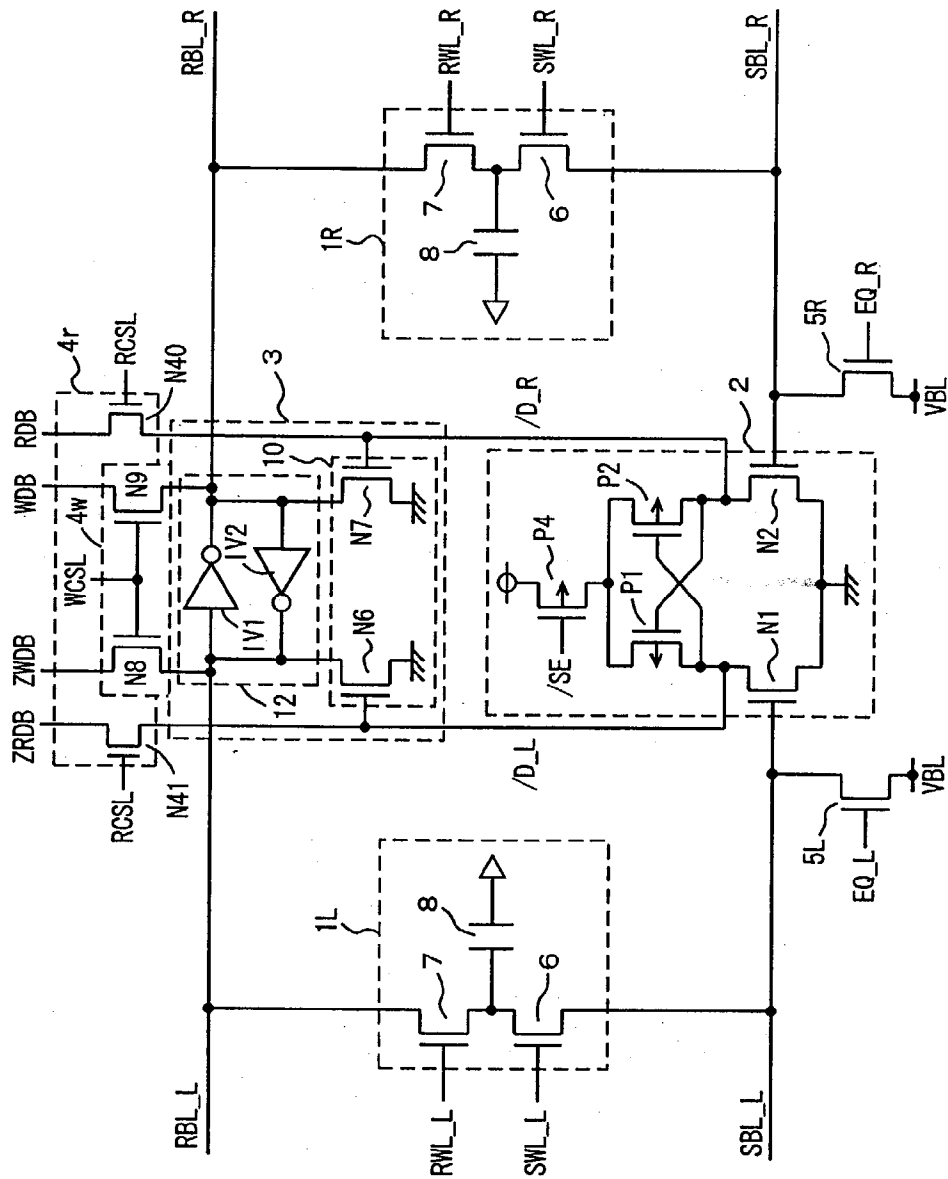 ZRDB
ZWDB
WDB
RDB
4r
WCSL
4w
RCSL
N41
N8
N9
N40
RCSL
RBL_L
RBL_R
12
IV1
IV2
3
10
N6
N7
/D_L
/D_R
1L
1R
RWL_L
7
8
SWL_L
6
8
7
RWL_R
6
SWL_R
/SE
P4
P1
P2
2
N1
N2
SBL_L
SBL_R
5L
EQ_L
VBL
5R
EQ_R
VBL